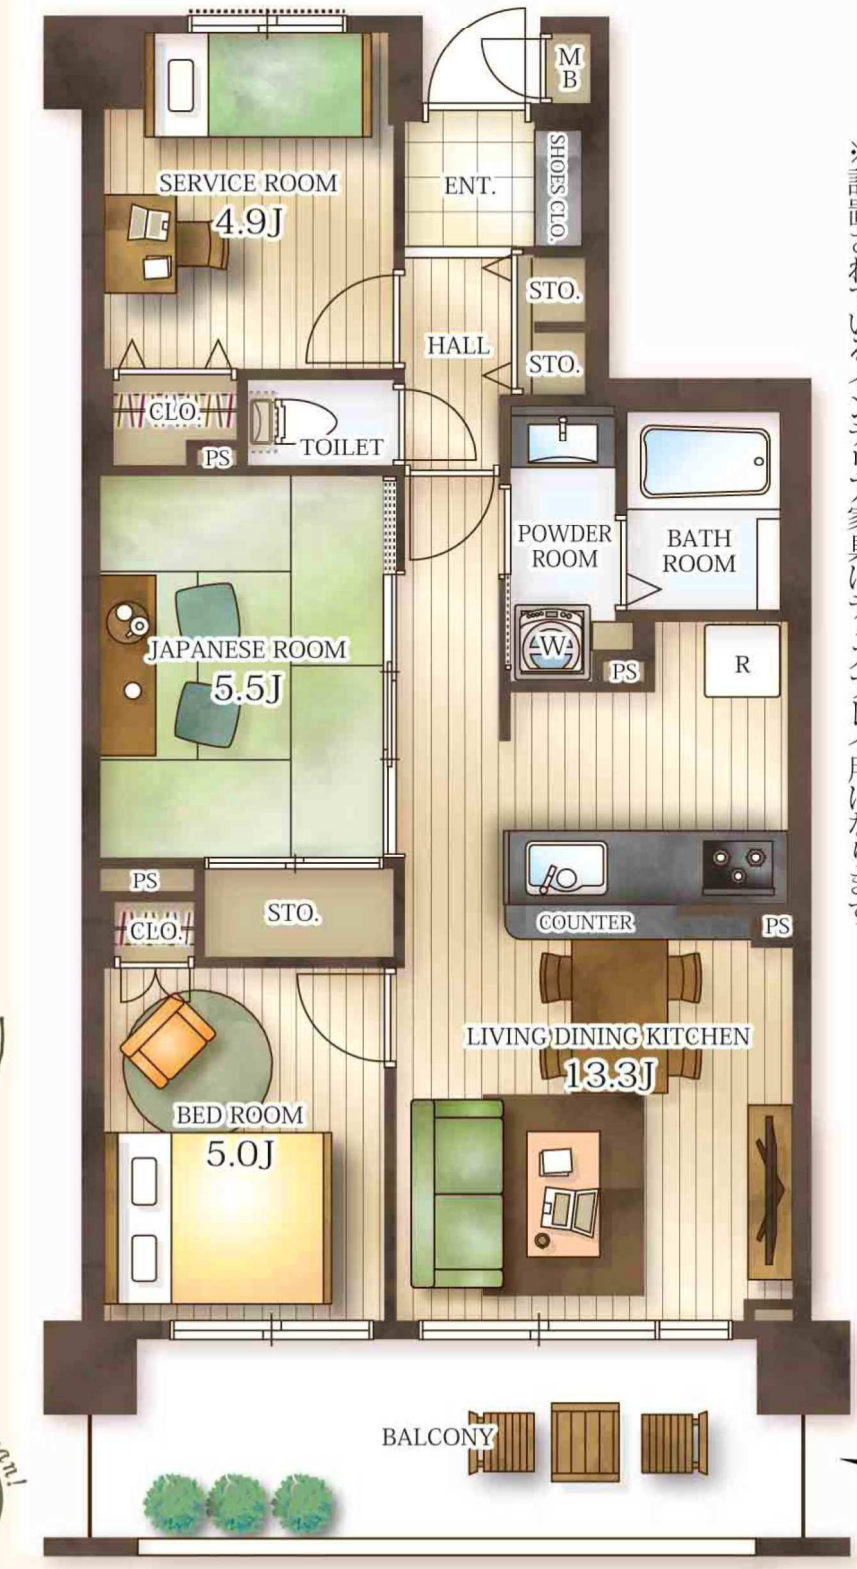 M
B
SERVICE ROOM
4.9J
ENT.
SHOES CLO.
STO.
HALL
STO.
CLO.
TOILET
PS
POWDER
ROOM
BATH
ROOM
JAPANESE ROOM
5.5J
W
PS
R
PS
CLO.
STO.
COUNTER
PS
LIVING DINING KITCHEN
13.3J
BED ROOM
5.0J
BALCONY
an!